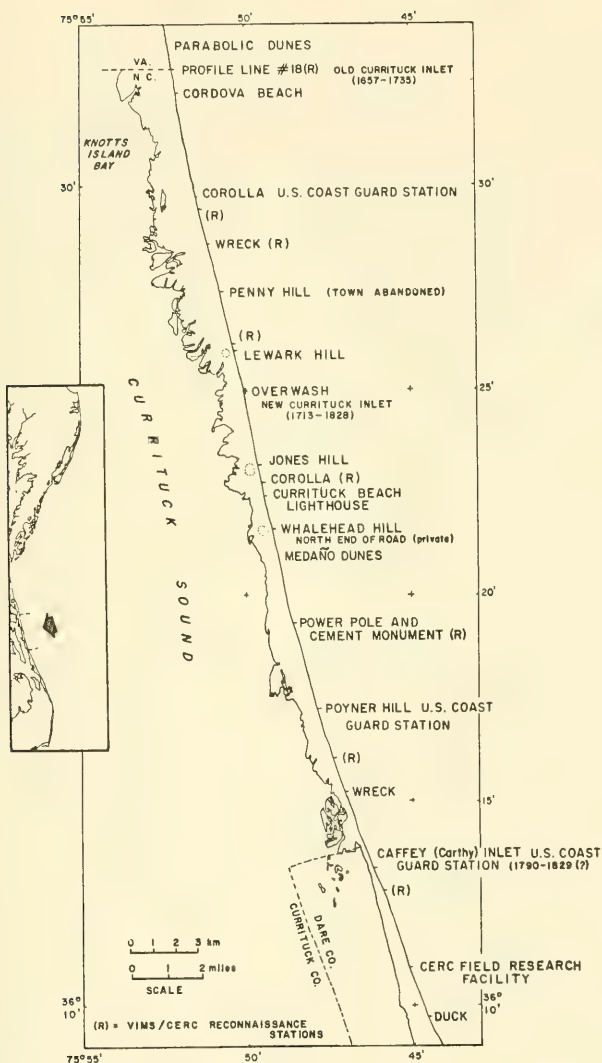 75°55'
50'
45'
PARABOLIC DUNES
VA.
N C.
PROFILE LINE #18(R) OLD CURRITUCK INLET
(1657-1735)
CORDOVA BEACH
KNOTTS
ISLAND
BAY
30'
COROLLA U.S. COAST GUARD STATION
30'
(R)
WRECK (R)
PENNY HILL (TOWN ABANDONED)
(R)
LEWARK HILL
25'
OVERWASH
NEW CURRITUCK INLET
(1713-1828)
CURRITUCK SOUND
JONES HILL
COROLLA (R)
CURRITUCK BEACH
LIGHTHOUSE
WHALEHEAD HILL
NORTH END OF ROAD (private)
MEDAÑO DUNES
20'
POWER POLE AND
CEMENT MONUMENT (R)
POYNER HILL U.S. COAST
GUARD STATION
(R)
WRECK
15'
CAFFEY (Carthy) INLET U.S. COAST
GUARD STATION (1790-1829(?)
(R)
DARE CO.
CURRITUCK CO.
0 1 2 3 km
0 1 2 miles
SCALE
CERC FIELD RESEARCH
FACILITY
36°
10'
DUCK
36°
10'
(R) = VIMS/CERC RECONNAISSANCE
STATIONS
75°55'
50'
45'